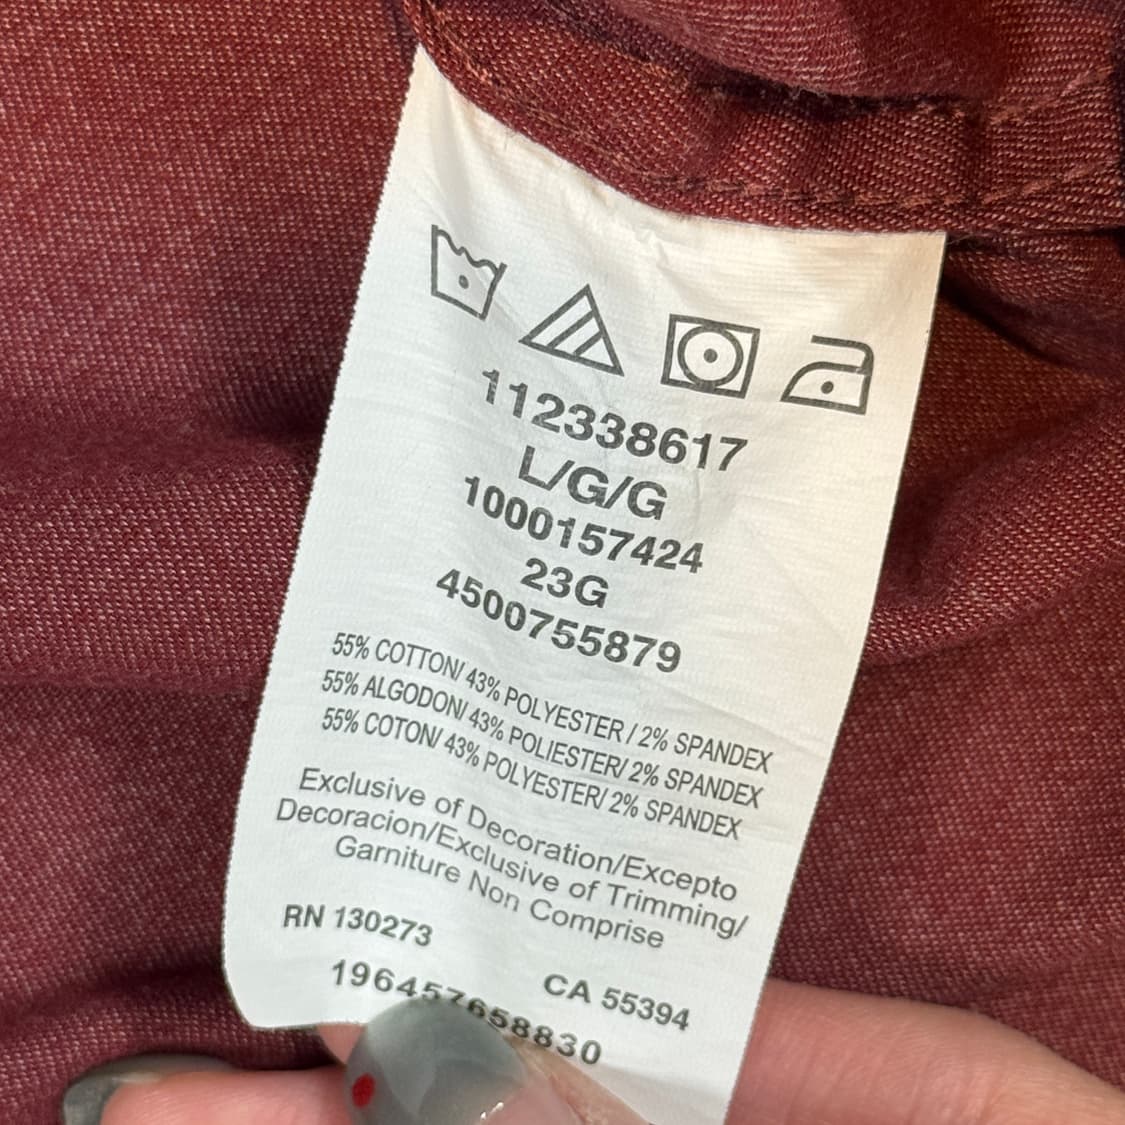 112338617
L/G/G
1000157424
23G
4500755879
55% COTTON/ 43% POLYESTER / 2% SPANDEX
55% ALGODON/ 43% POLIESTER/ 2% SPANDEX
55% COTON/ 43% POLYESTER/ 2% SPANDEX
Exclusive of Decoration/Excepto
Decoracion/Exclusive of Trimming/
Garniture Non Comprise
RN 130273
CA 55394
196457658830